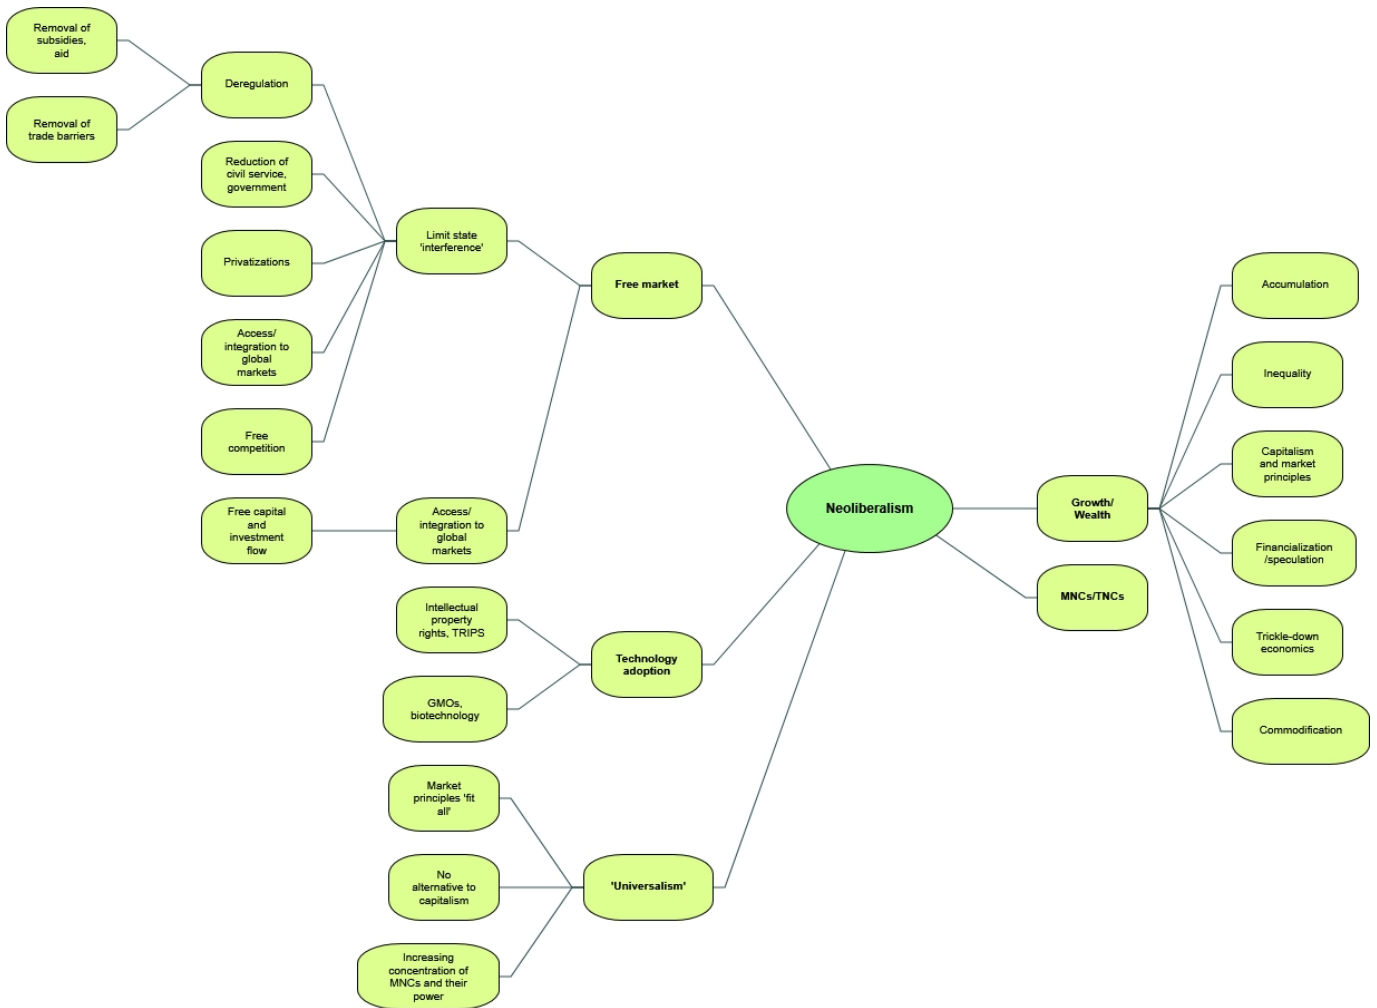 Removal of
subsidies,
aid
Removal of
trade barriers
Deregulation
Reduction of
civil service,
government
Privatizations
Access/
integration to
global
markets
Free
competition
Free capital
and
investment
flow
Limit state
'interference'
Access/
integration to
global
markets
Intellectual
property
rights, TRIPS
GMOs,
biotechnology
Market
principles 'fit
all'
No
alternative to
capitalism
Increasing
concentration of
MNCs and their
power
Free market
Technology
adoption
'Universalism'
Neoliberalism
Growth/
Wealth
MNCs/TNCs
Accumulation
Inequality
Capitalism
and market
principles
Financialization
/speculation
Trickle-down
economics
Commodification